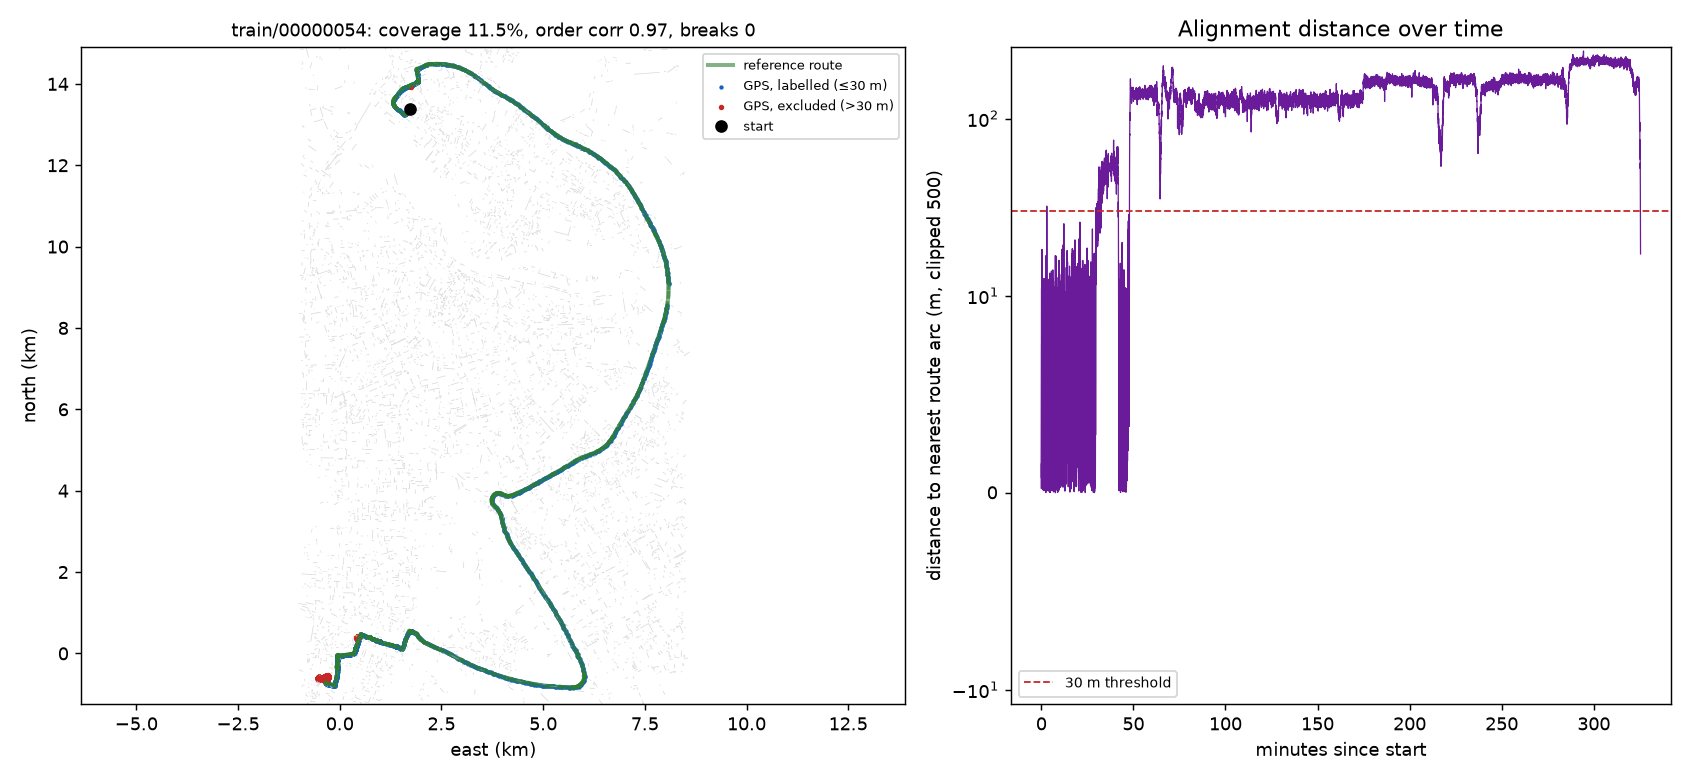 train/00000054: coverage 11.5%, order corr 0.97, breaks 0
reference route
GPS, labelled (≤30 m)
GPS, excluded (>30 m)
start
14
12
10
8
6
4
2
0
north (km)
−5.0 −2.5 0.0 2.5 5.0 7.5 10.0 12.5
east (km)
Alignment distance over time
10²
10¹
0
−10¹
distance to nearest route arc (m, clipped 500)
30 m threshold
0 50 100 150 200 250 300
minutes since start